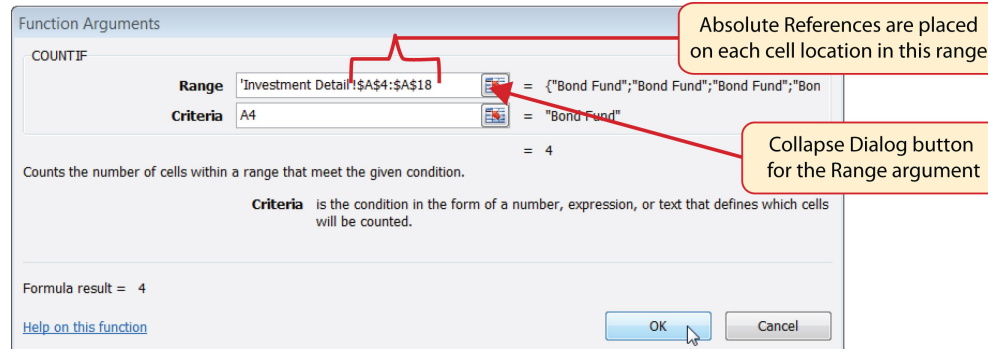 Function Arguments
Absolute References are placed
on each cell location in this range
COUNTIF
Range 'Investment Detail'!$A$4:$A$18 = {"Bond Fund";"Bond Fund";"Bond Fund";"Bon
Criteria A4 = "Bond Fund"
= 4
Collapse Dialog button
for the Range argument
Counts the number of cells within a range that meet the given condition.
Criteria is the condition in the form of a number, expression, or text that defines which cells
will be counted.
Formula result = 4
Help on this function
OK Cancel